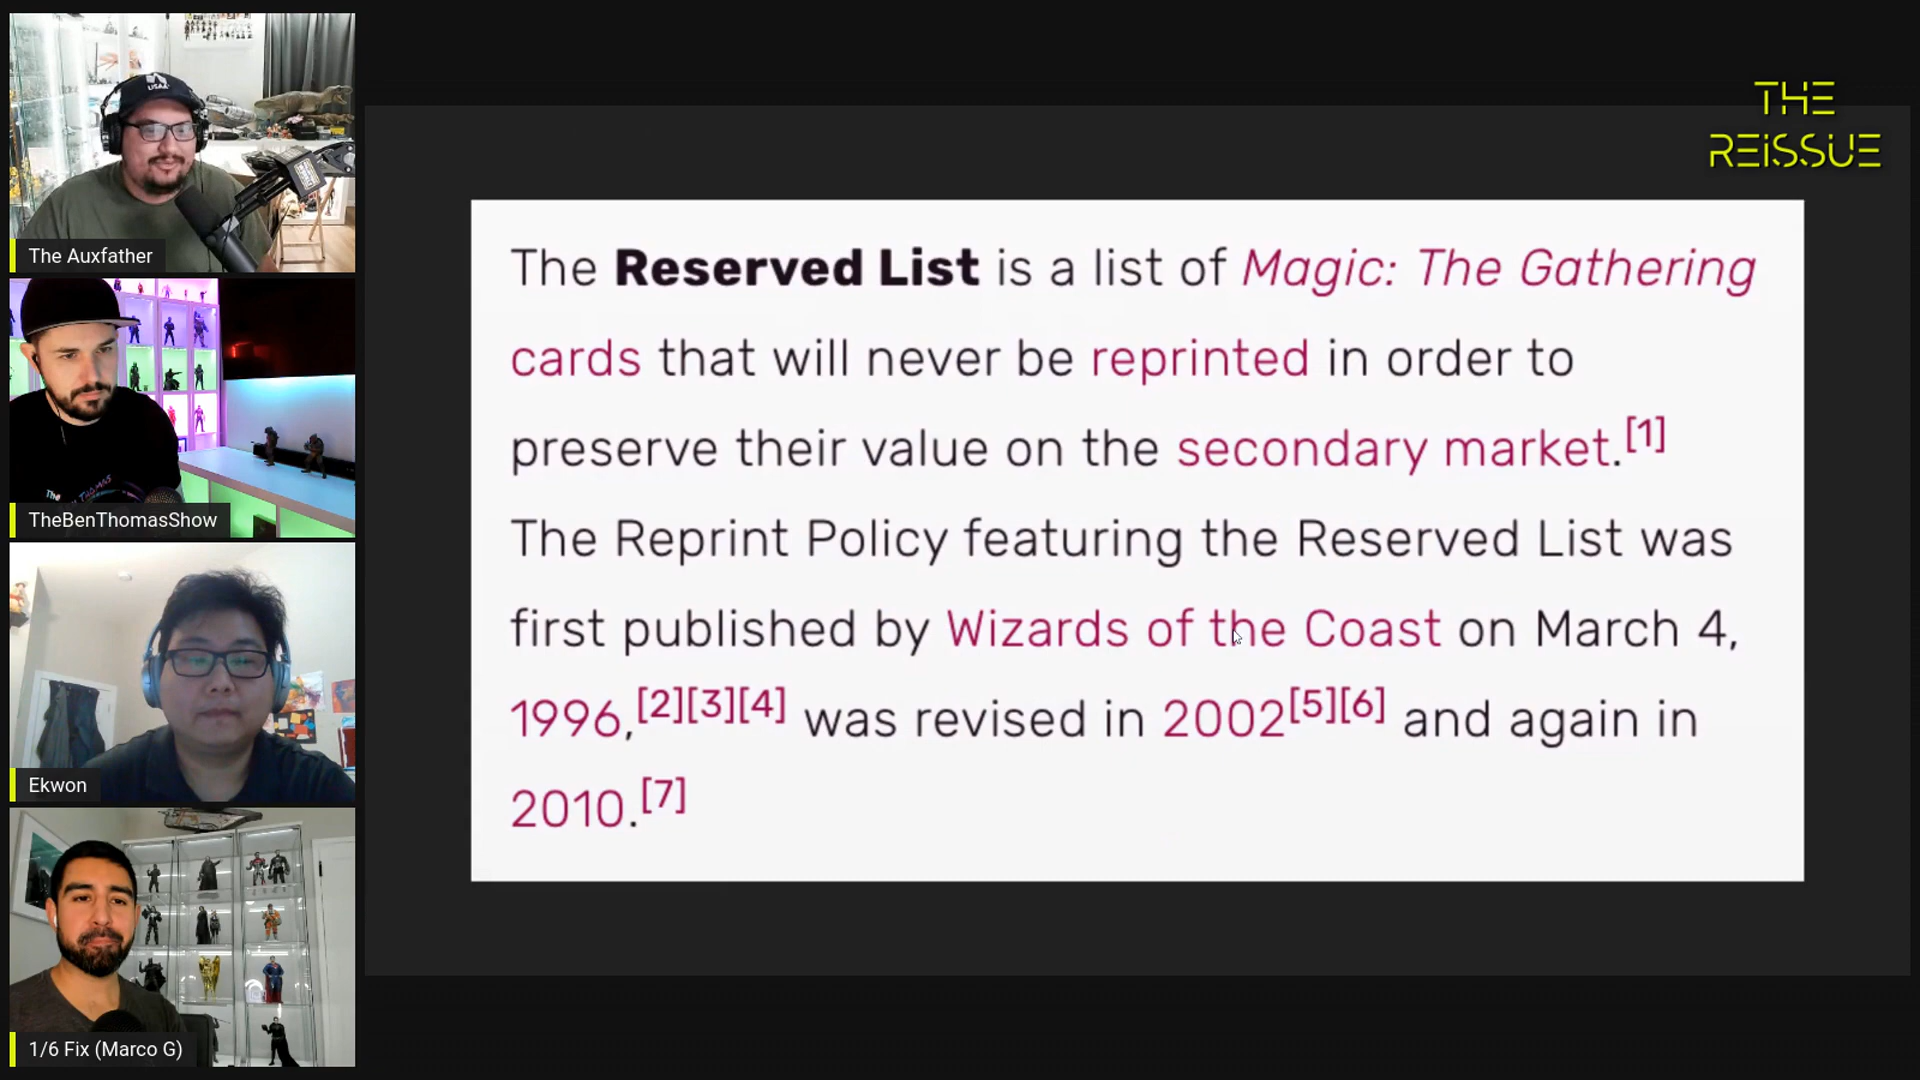 THE
REISSUE
The Auxfather
TheBenThomasShow
Ekwon
1/6 Fix (Marco G)
The Reserved List is a list of Magic: The Gathering
cards that will never be reprinted in order to
preserve their value on the secondary market.[1]
The Reprint Policy featuring the Reserved List was
first published by Wizards of the Coast on March 4,
1996,[2][3][4] was revised in 2002[5][6] and again in
2010.[7]